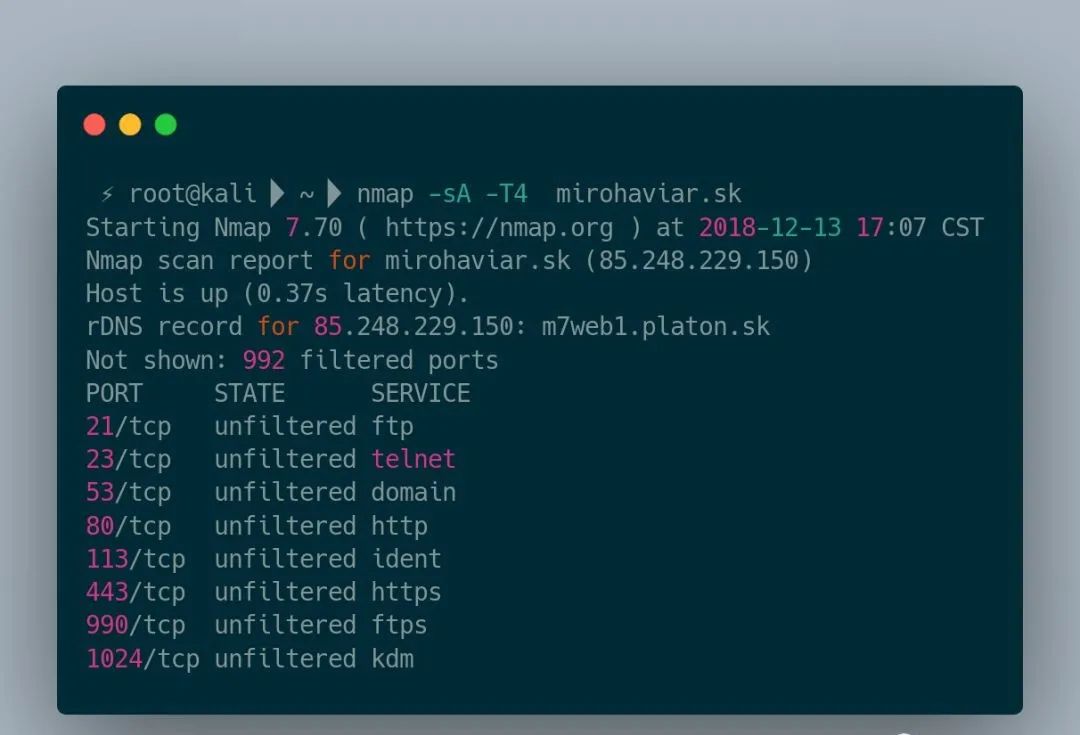 ⚡ root@kali ▶ ~ ▶ nmap -sA -T4  mirohaviar.sk
Starting Nmap 7.70 ( https://nmap.org ) at 2018-12-13 17:07 CST
Nmap scan report for mirohaviar.sk (85.248.229.150)
Host is up (0.37s latency).
rDNS record for 85.248.229.150: m7web1.platon.sk
Not shown: 992 filtered ports
PORT     STATE      SERVICE
21/tcp   unfiltered ftp
23/tcp   unfiltered telnet
53/tcp   unfiltered domain
80/tcp   unfiltered http
113/tcp  unfiltered ident
443/tcp  unfiltered https
990/tcp  unfiltered ftps
1024/tcp unfiltered kdm